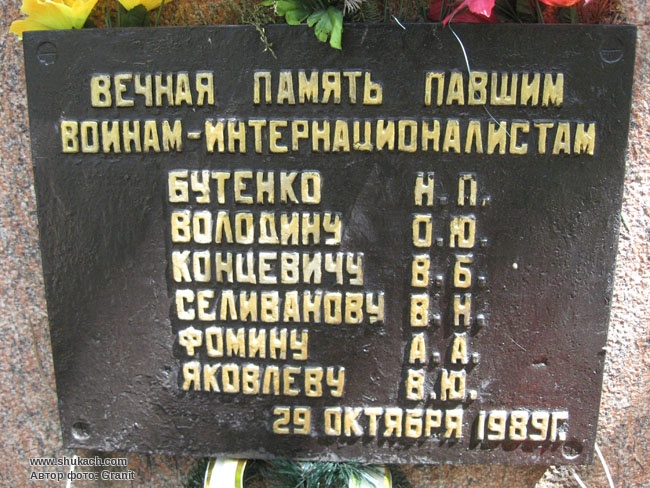 ВЕЧНАЯ ПАМЯТЬ ПАВШИМ
ВОИНАМ-ИНТЕРНАЦИОНАЛИСТАМ
БУТЕНКО Н.П.
ВОЛОДИНУ О.Ю.
КОНЦЕВИЧУ В.Б.
СЕЛИВАНОВУ В.Н.
ФОМИНУ А.А.
ЯКОВЛЕВУ В.Ю.
29 ОКТЯБРЯ 1989Г.
www.shukach.com
Автор фото: Granit